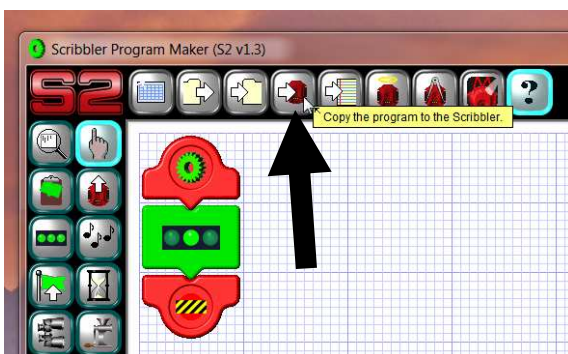 Scribbler Program Maker (S2 v1.3)
S2
?
Copy the program to the Scribbler.